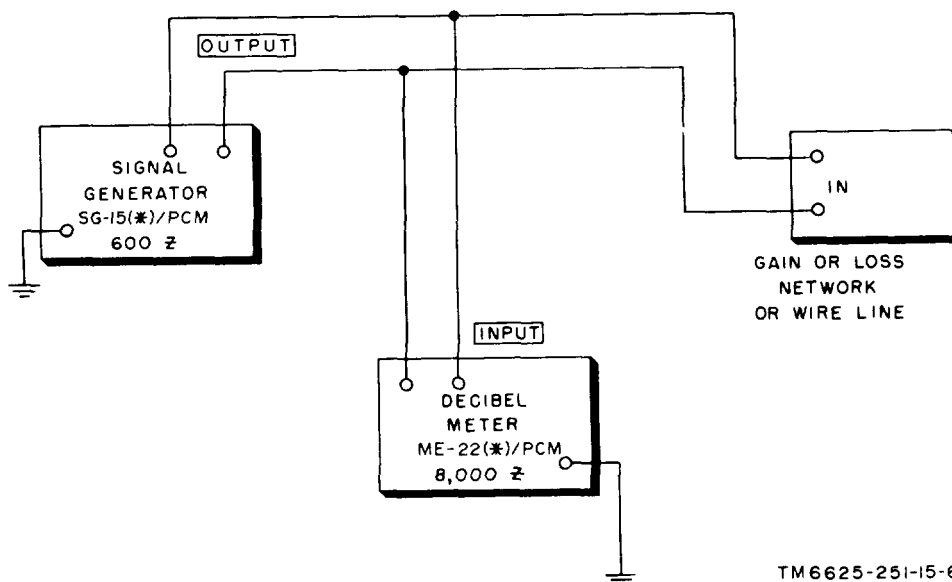 OUTPUT
SIGNAL
GENERATOR
SG-15(*)/PCM
600 Z
IN
GAIN OR LOSS
NETWORK
OR WIRE LINE
INPUT
DECIBEL
METER
ME-22(*)/PCM
8,000 Z
TM6625-251-15-6